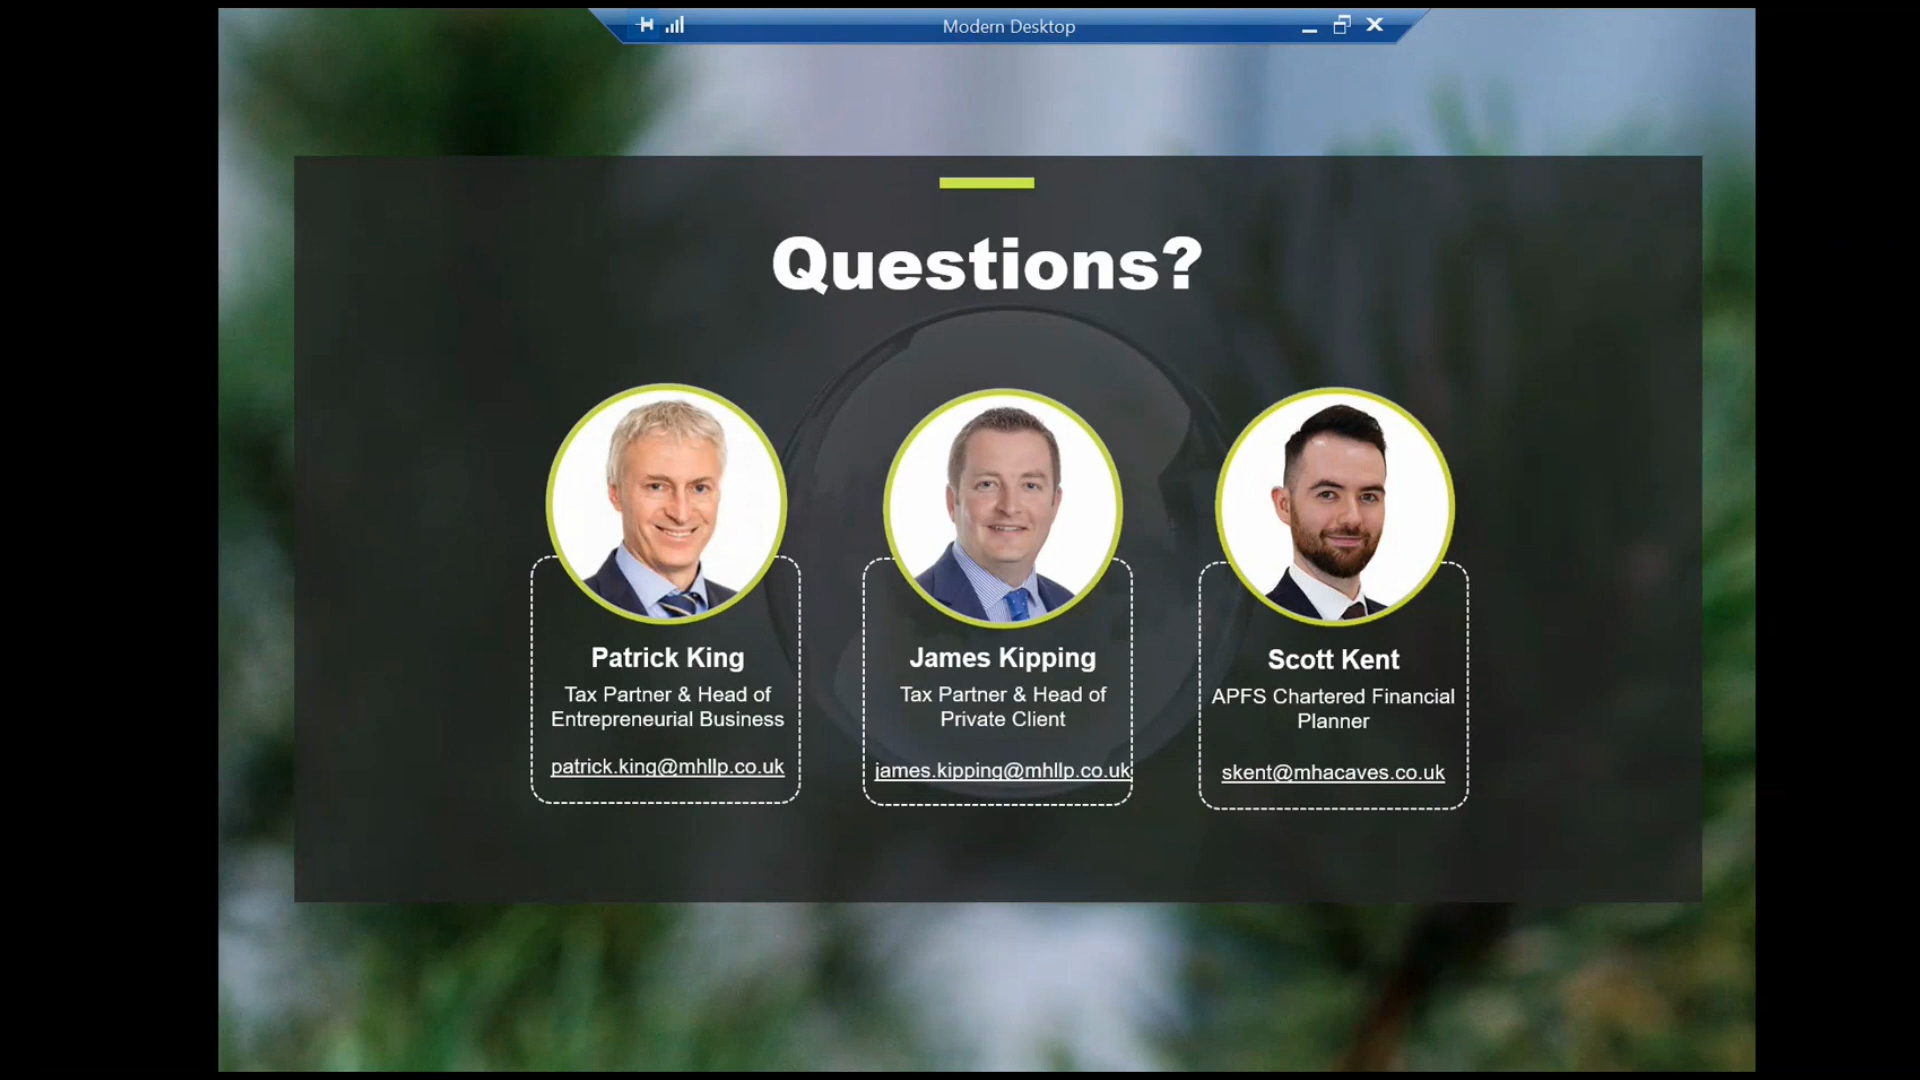 Modern Desktop
Questions?
Patrick King
Tax Partner & Head of
Entrepreneurial Business
patrick.king@mhllp.co.uk
James Kipping
Tax Partner & Head of
Private Client
james.kipping@mhllp.co.uk
Scott Kent
APFS Chartered Financial
Planner
skent@mhacaves.co.uk